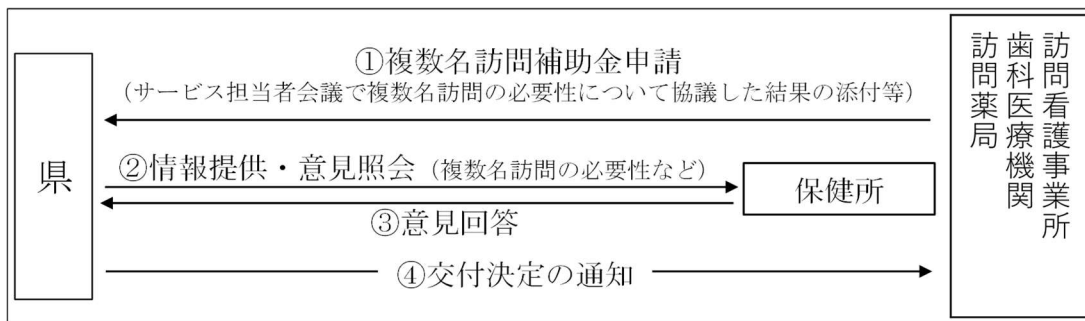 ①複数名訪問補助金申請
(サービス担当者会議で複数名訪問の必要性について協議した結果の添付等)
県
②情報提供・意見照会(複数名訪問の必要性など)
保健所
③意見回答
④交付決定の通知
訪問看護事業所
歯科医療機関
訪問薬局